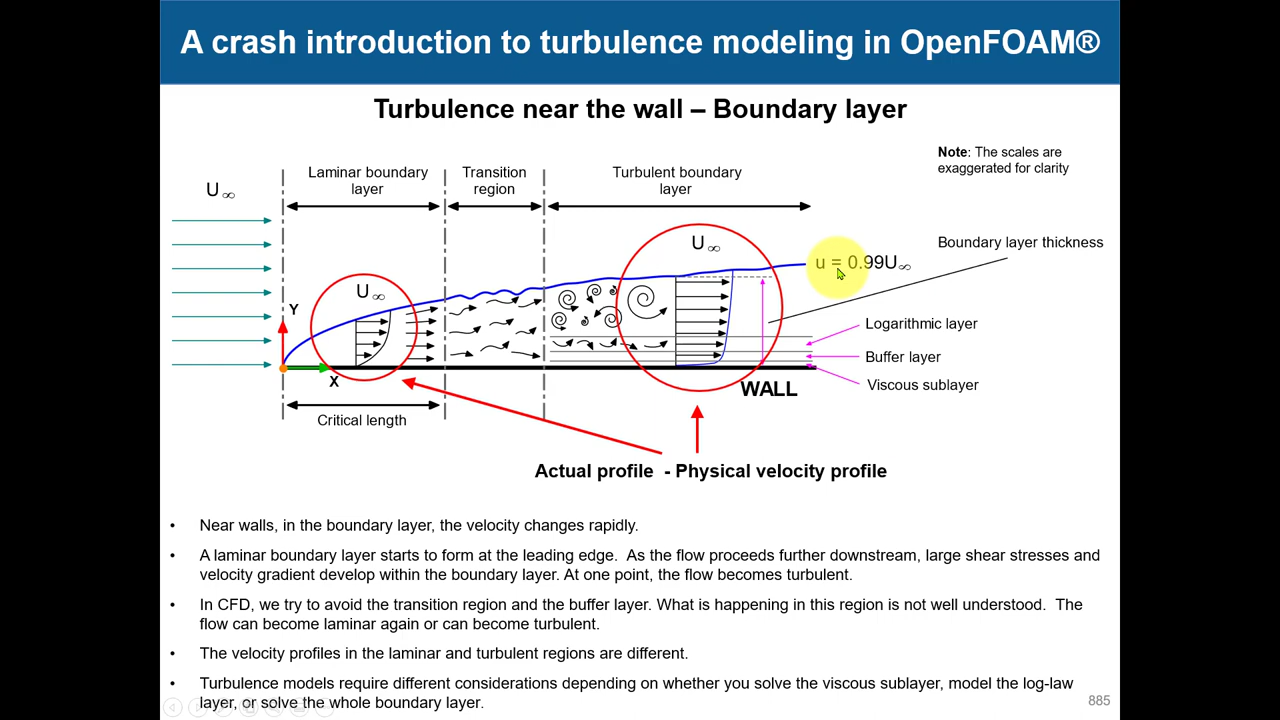 A crash introduction to turbulence modeling in OpenFOAM®
Turbulence near the wall – Boundary layer
Note: The scales are
exaggerated for clarity
Laminar boundary
layer
Transition
region
Turbulent boundary
layer
U∞
U∞
U∞
u = 0.99U∞
Boundary layer thickness
Y
X
Logarithmic layer
Buffer layer
Viscous sublayer
WALL
Critical length
Actual profile - Physical velocity profile
• Near walls, in the boundary layer, the velocity changes rapidly.
• A laminar boundary layer starts to form at the leading edge. As the flow proceeds further downstream, large shear stresses and
velocity gradient develop within the boundary layer. At one point, the flow becomes turbulent.
• In CFD, we try to avoid the transition region and the buffer layer. What is happening in this region is not well understood. The
flow can become laminar again or can become turbulent.
• The velocity profiles in the laminar and turbulent regions are different.
• Turbulence models require different considerations depending on whether you solve the viscous sublayer, model the log-law
layer, or solve the whole boundary layer.
885